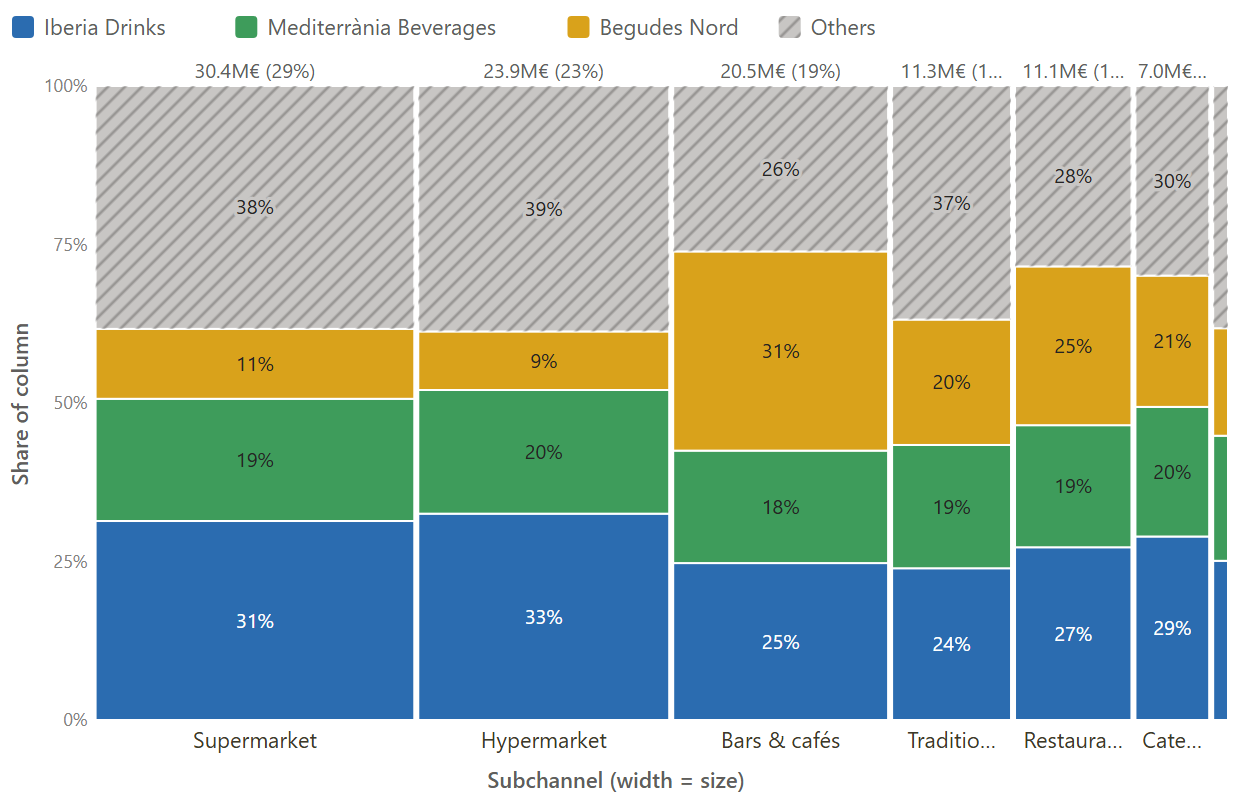 Iberia Drinks Mediterrània Beverages Begudes Nord Others
30.4M€ (29%) 23.9M€ (23%) 20.5M€ (19%) 11.3M€ (1... 11.1M€ (1... 7.0M€...
100%
75%
50%
25%
0%
Share of column
38% 39% 26% 37% 28% 30%
11% 9% 31% 20% 25% 21%
19% 20% 18% 19% 19% 20%
31% 33% 25% 24% 27% 29%
Supermarket Hypermarket Bars & cafés Traditio... Restaura... Cate...
Subchannel (width = size)